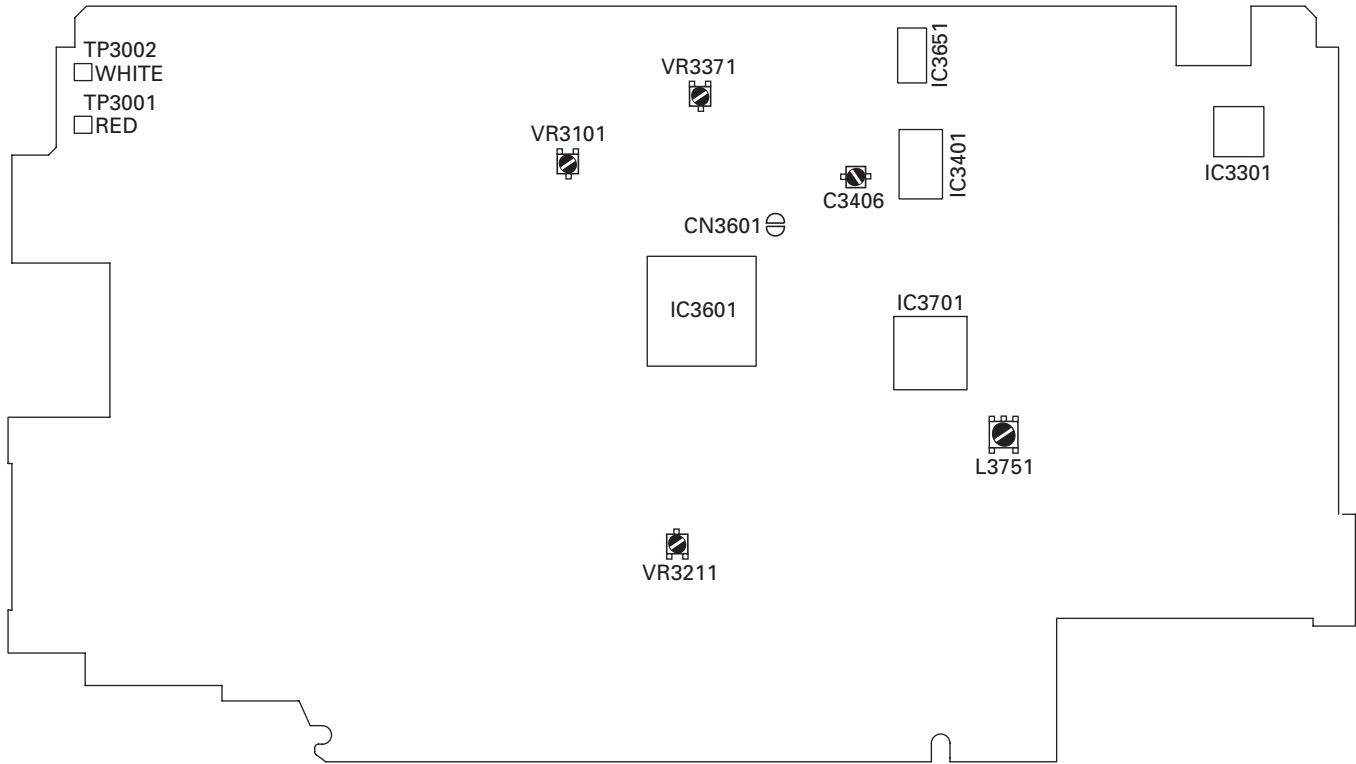 TP3002
WHITE
TP3001
RED
VR3371
VR3101
IC3651
IC3401
IC3301
C3406
CN3601
IC3601
IC3701
L3751
VR3211